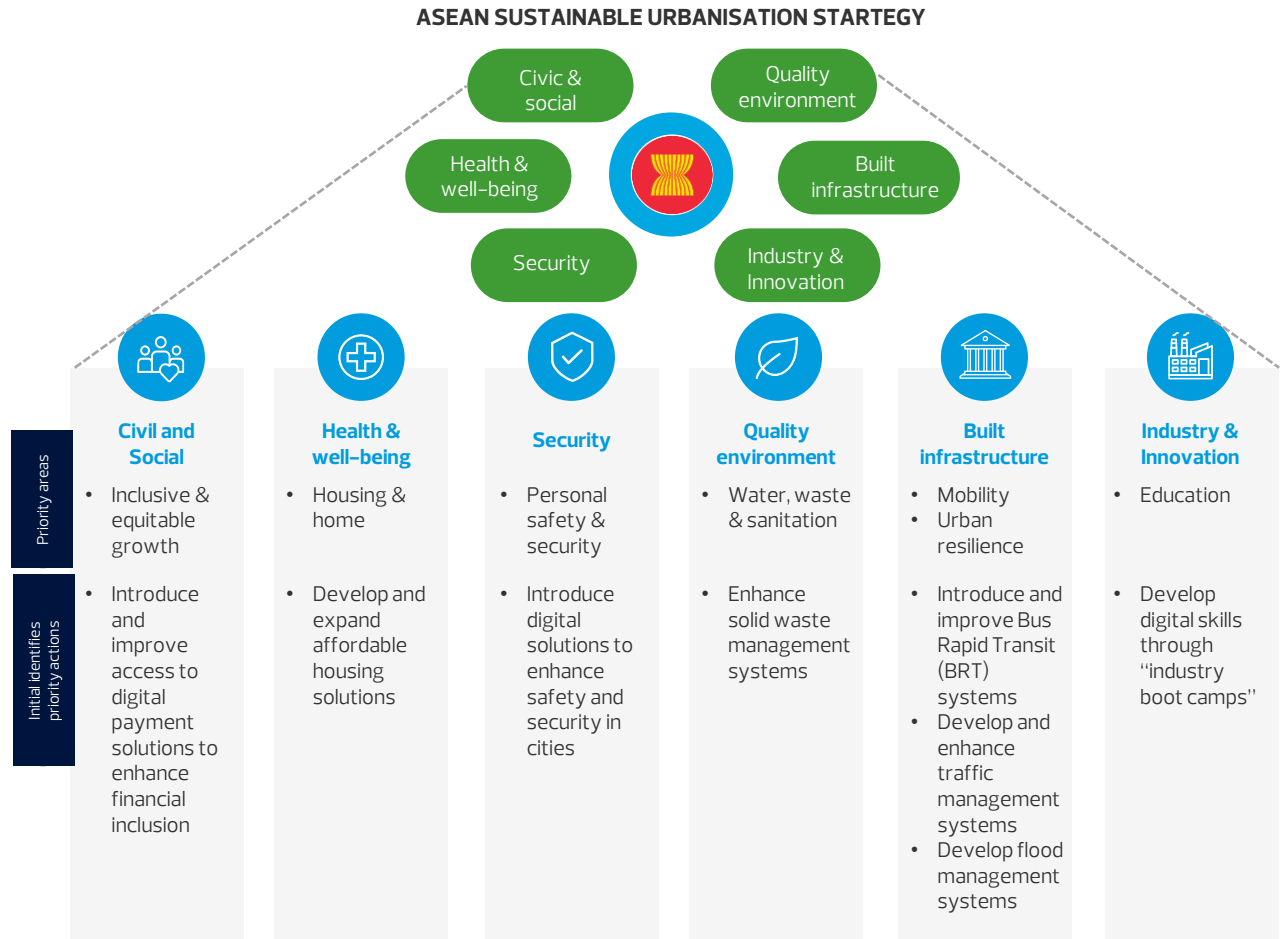 ASEAN SUSTAINABLE URBANISATION STARTEGY
Civic &
social
Quality
environment
Health &
well-being
Built
infrastructure
Security
Industry &
Innovation
Civil and
Social
Health &
well-being
Security
Quality
environment
Built
infrastructure
Industry &
Innovation
Priority areas
• Inclusive &
equitable
growth
• Housing &
home
• Personal
safety &
security
• Water, waste
& sanitation
• Mobility
• Urban
resilience
• Education
Initial identifies
priority actions
• Introduce
and
improve
access to
digital
payment
solutions to
enhance
financial
inclusion
• Develop and
expand
affordable
housing
solutions
• Introduce
digital
solutions to
enhance
safety and
security in
cities
• Enhance
solid waste
management
systems
• Introduce and
improve Bus
Rapid Transit
(BRT)
systems
• Develop and
enhance
traffic
management
systems
• Develop flood
management
systems
• Develop
digital skills
through
“industry
boot camps”